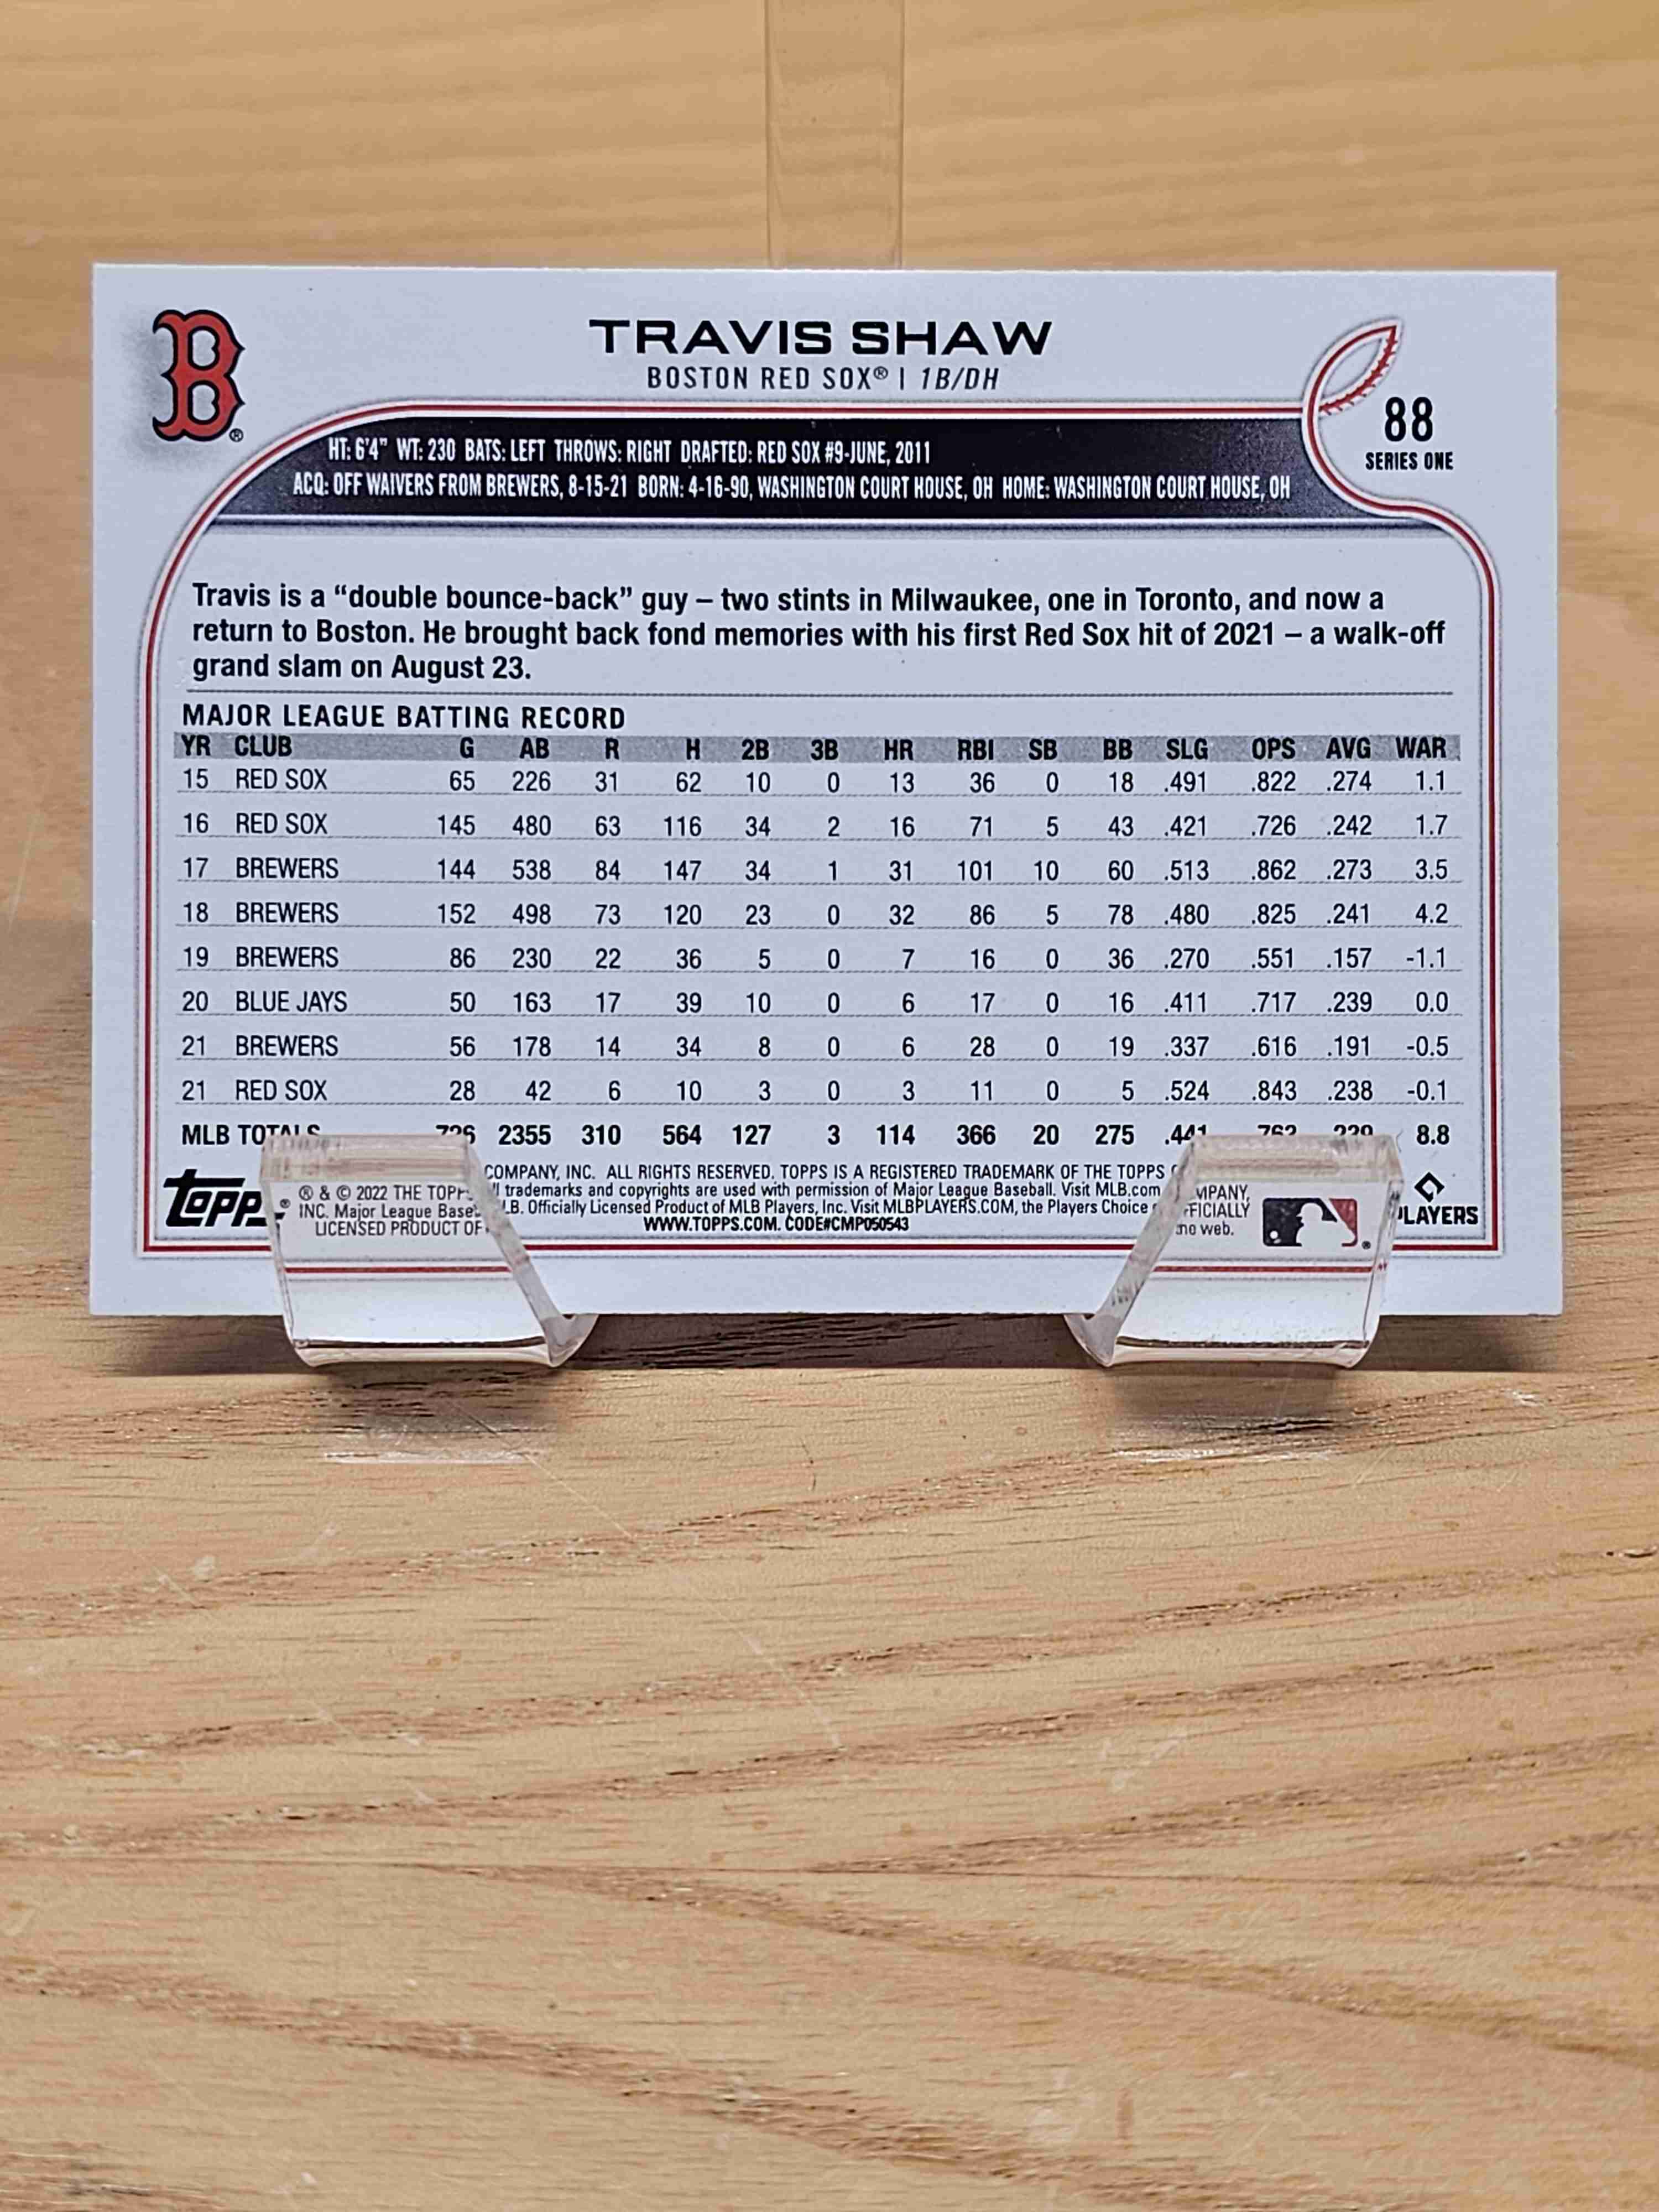 B
TRAVIS SHAW
BOSTON RED SOX® | 1B/DH
88
SERIES ONE
HT: 6'4" WT: 230 BATS: LEFT THROWS: RIGHT DRAFTED: RED SOX #9-JUNE, 2011
ACQ: OFF WAIVERS FROM BREWERS, 8-15-21 BORN: 4-16-90, WASHINGTON COURT HOUSE, OH HOME: WASHINGTON COURT HOUSE, OH
Travis is a “double bounce-back” guy – two stints in Milwaukee, one in Toronto, and now a
return to Boston. He brought back fond memories with his first Red Sox hit of 2021 – a walk-off
grand slam on August 23.
MAJOR LEAGUE BATTING RECORD
YR CLUB G AB R H 2B 3B HR RBI SB BB SLG OPS AVG WAR
15 RED SOX 65 226 31 62 10 0 13 36 0 18 .491 .822 .274 1.1
16 RED SOX 145 480 63 116 34 2 16 71 5 43 .421 .726 .242 1.7
17 BREWERS 144 538 84 147 34 1 31 101 10 60 .513 .862 .273 3.5
18 BREWERS 152 498 73 120 23 0 32 86 5 78 .480 .825 .241 4.2
19 BREWERS 86 230 22 36 5 0 7 16 0 36 .270 .551 .157 -1.1
20 BLUE JAYS 50 163 17 39 10 0 6 17 0 16 .411 .717 .239 0.0
21 BREWERS 56 178 14 34 8 0 6 28 0 19 .337 .616 .191 -0.5
21 RED SOX 28 42 6 10 3 0 3 11 0 5 .524 .843 .238 -0.1
MLB TOTALS 726 2355 310 564 127 3 114 366 20 275 .441 8.8
topps ® & © 2022 THE TOPPS COMPANY, INC. ALL RIGHTS RESERVED. TOPPS IS A REGISTERED TRADEMARK OF THE TOPPS COMPANY,
INC. Major League Baseball trademarks and copyrights are used with permission of Major League Baseball. Visit MLB.com
LICENSED PRODUCT OF MLB Players, Inc. Visit MLBPLAYERS.COM, the Players Choice the web.
WWW.TOPPS.COM. CODE#CMP050543
PLAYERS